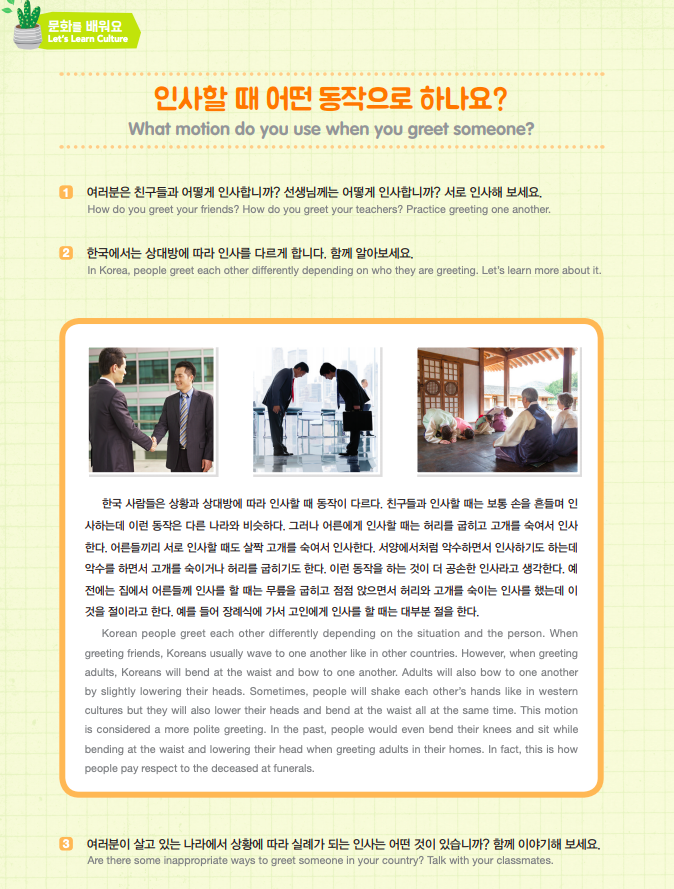 문화를 배워요
Let's Learn Culture
인사할 때 어떤 동작으로 하나요?
What motion do you use when you greet someone?
1 여러분은 친구들과 어떻게 인사합니까? 선생님께는 어떻게 인사합니까? 서로 인사해 보세요.
How do you greet your friends? How do you greet your teachers? Practice greeting one another.
2 한국에서는 상대방에 따라 인사를 다르게 합니다. 함께 알아보세요.
In Korea, people greet each other differently depending on who they are greeting. Let's learn more about it.
한국 사람들은 상황과 상대방에 따라 인사할 때 동작이 다르다. 친구들과 인사할 때는 보통 손을 흔들며 인
사하는데 이런 동작은 다른 나라와 비슷하다. 그러나 어른에게 인사할 때는 허리를 굽히고 고개를 숙여서 인사
한다. 어른들끼리 서로 인사할 때도 살짝 고개를 숙여서 인사한다. 서양에서처럼 악수하면서 인사하기도 하는데
악수를 하면서 고개를 숙이거나 허리를 굽히기도 한다. 이런 동작을 하는 것이 더 공손한 인사라고 생각한다. 예
전에는 집에서 어른들께 인사를 할 때는 무릎을 굽히고 점점 앉으면서 허리와 고개를 숙이는 인사를 했는데 이
것을 절이라고 한다. 예를 들어 장례식에 가서 고인에게 인사를 할 때는 대부분 절을 한다.
Korean people greet each other differently depending on the situation and the person. When
greeting friends, Koreans usually wave to one another like in other countries. However, when greeting
adults, Koreans will bend at the waist and bow to one another. Adults will also bow to one another
by slightly lowering their heads. Sometimes, people will shake each other's hands like in western
cultures but they will also lower their heads and bend at the waist all at the same time. This motion
is considered a more polite greeting. In the past, people would even bend their knees and sit while
bending at the waist and lowering their head when greeting adults in their homes. In fact, this is how
people pay respect to the deceased at funerals.
3 여러분이 살고 있는 나라에서 상황에 따라 실례가 되는 인사는 어떤 것이 있습니까? 함께 이야기해 보세요.
Are there some inappropriate ways to greet someone in your country? Talk with your classmates.